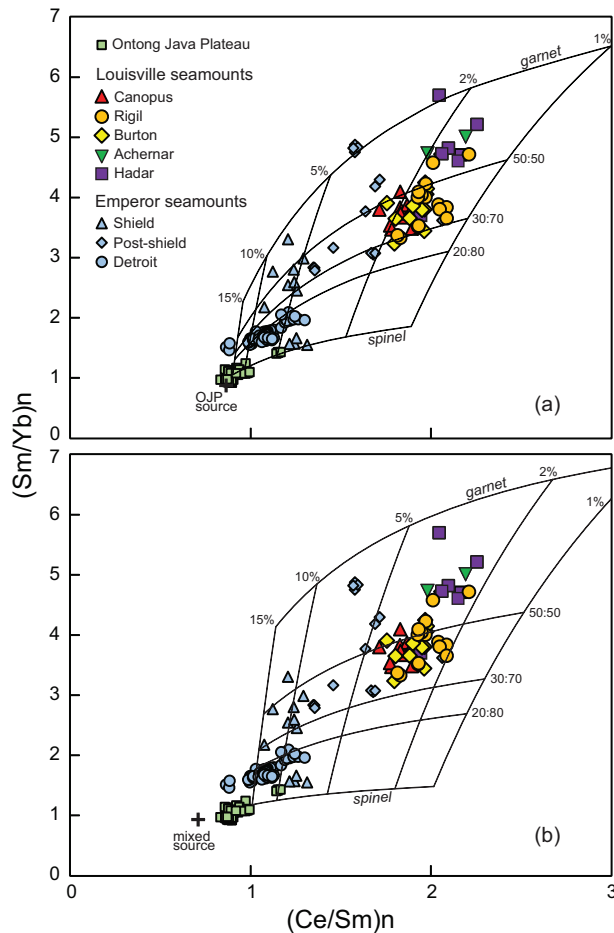 7
6
5
4
3
2
1
0
(Sm/Yb)n
Ontong Java Plateau
Louisville seamounts
Canopus
Rigil
Burton
Achernar
Hadar
Emperor seamounts
Shield
Post-shield
Detroit
garnet
1%
2%
5%
10%
15%
50:50
30:70
20:80
spinel
OJP
source
(a)
7
6
5
4
3
2
1
0
garnet
2%
1%
5%
10%
15%
50:50
30:70
20:80
spinel
mixed
source
(b)
0
1
2
3
(Ce/Sm)n